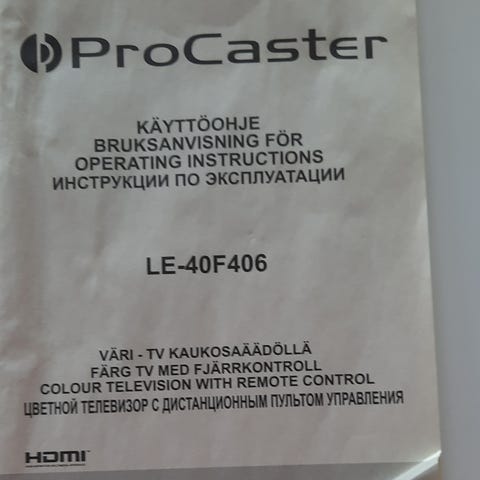 ProCaster
KÄYTTÖOHJE
BRUKSANVISNING FÖR
OPERATING INSTRUCTIONS
ИНСТРУКЦИИ ПО ЭКСПЛУАТАЦИИ
LE-40F406
VÄRI - TV KAUKOSAÄÄDÖLLÄ
FÄRG TV MED FJÄRRKONTROLL
COLOUR TELEVISION WITH REMOTE CONTROL
ЦВЕТНОЙ ТЕЛЕВИЗОР С ДИСТАНЦИОННЫМ ПУЛЬТОМ УПРАВЛЕНИЯ
HDMI